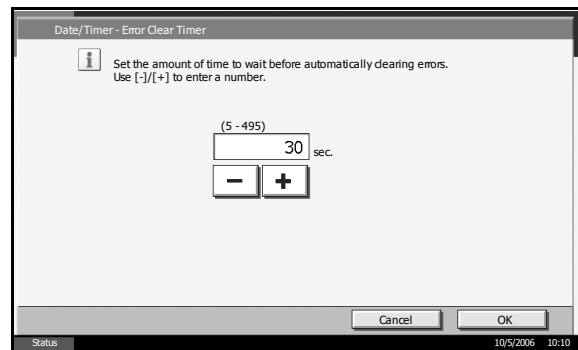 Date/Timer - Error Clear Timer
Set the amount of time to wait before automatically clearing errors.
Use [-]/[+] to enter a number.
(5 - 495)
30 sec.
Cancel OK
Status 10/5/2006 10:10